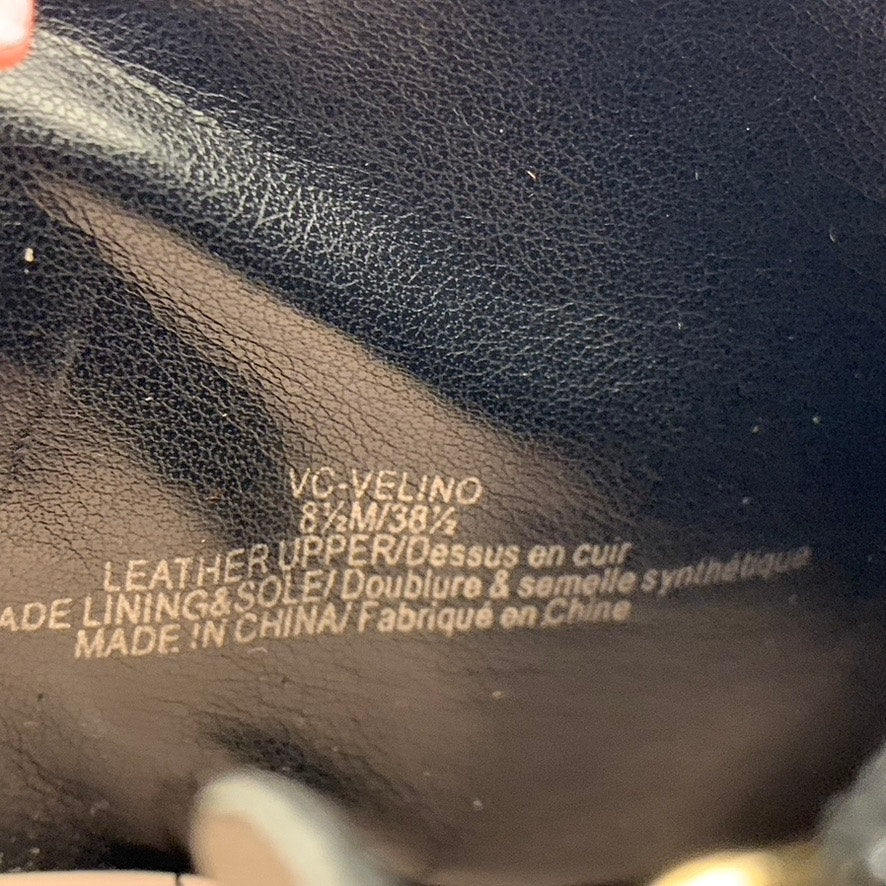 VC-VELINO
8½M/38½
LEATHER UPPER/Dessus en cuir
ADE LINING&SOLE/Doublure & semelle synthétique
MADE IN CHINA/Fabriqué en Chine